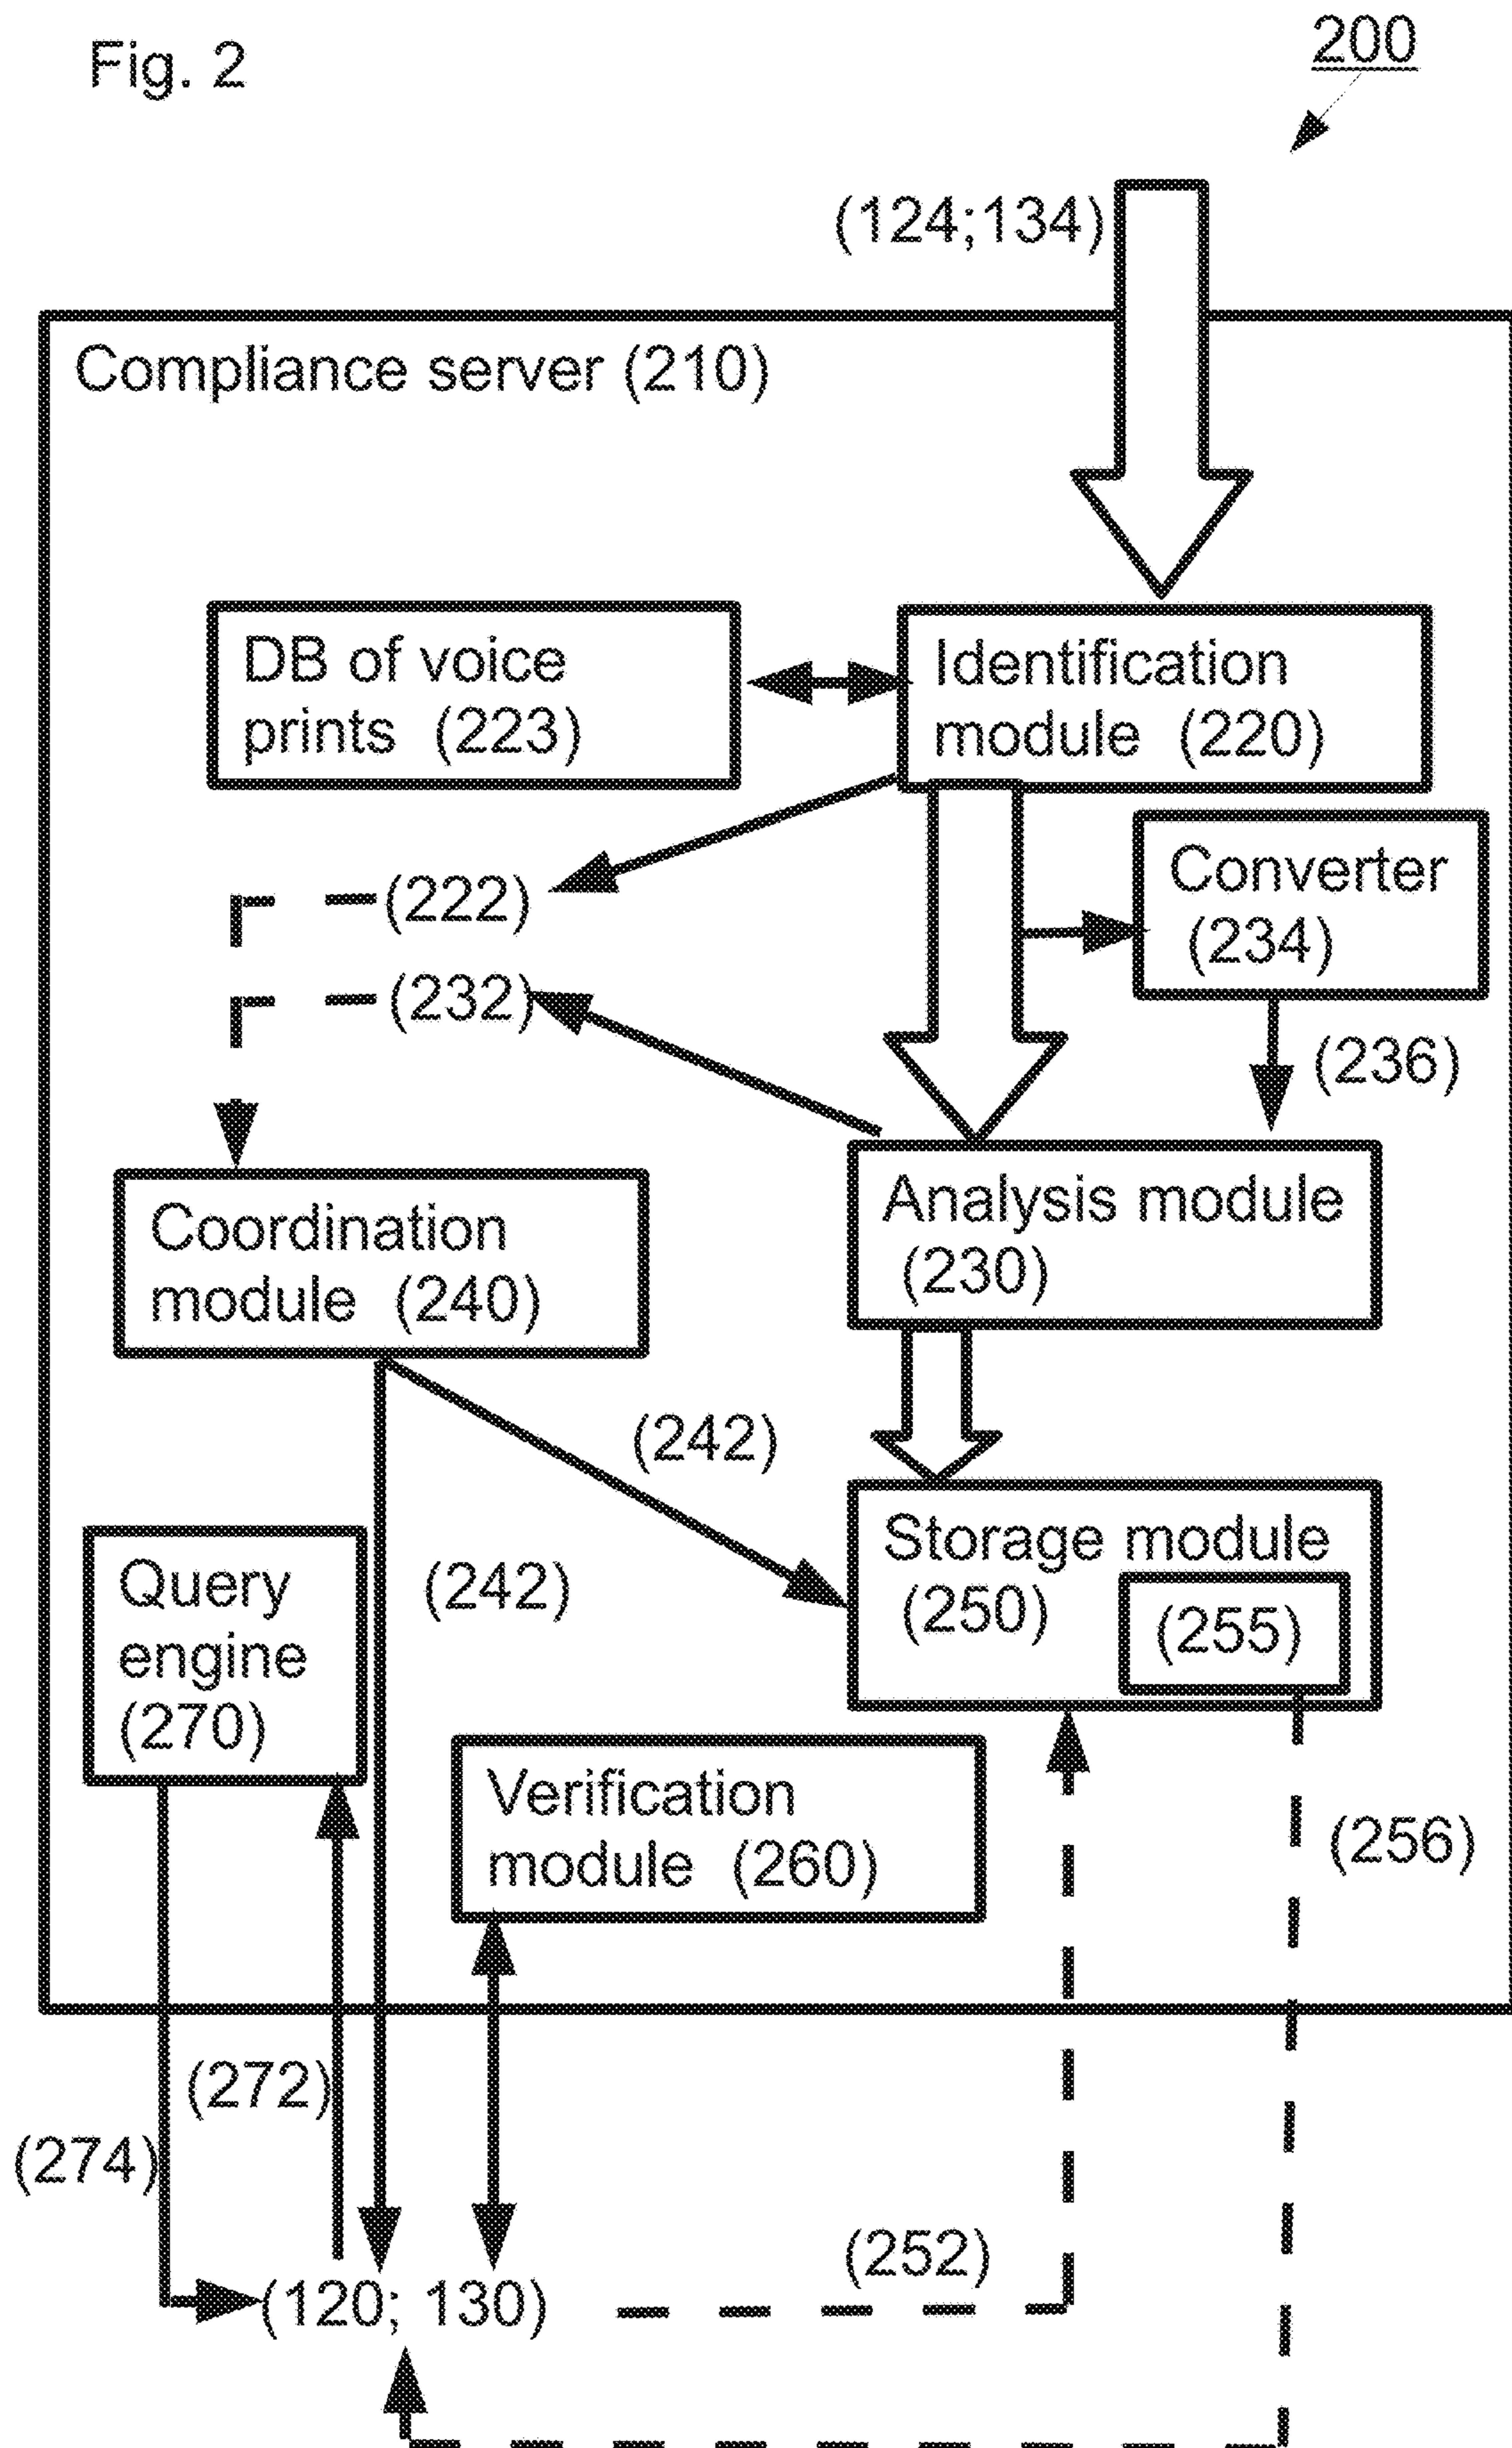 Fig. 2
200
(124;134)
Compliance server (210)
DB of voice
prints (223)
Identification
module (220)
Converter
(234)
(222)
(232)
(236)
Coordination
module (240)
Analysis module
(230)
(242)
(242)
Query
engine
(270)
Storage module
(250)
(255)
Verification
module (260)
(256)
(272)
(274)
(252)
(120; 130)